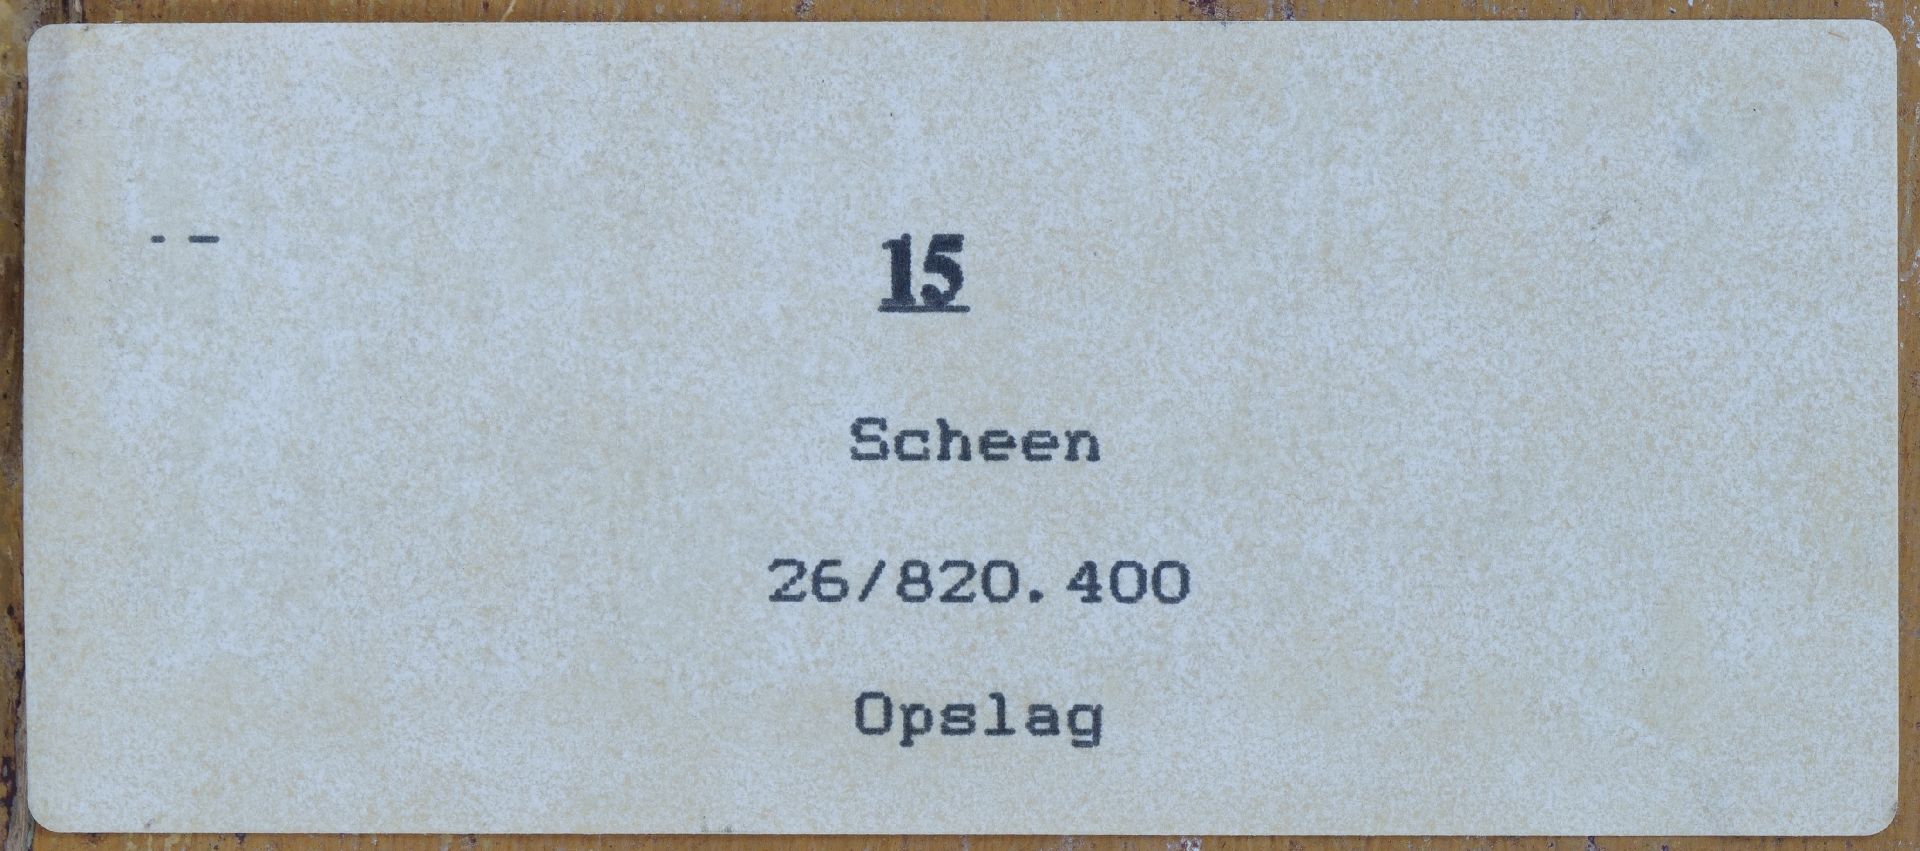 - -
15
Scheen
26/820.400
Opslag